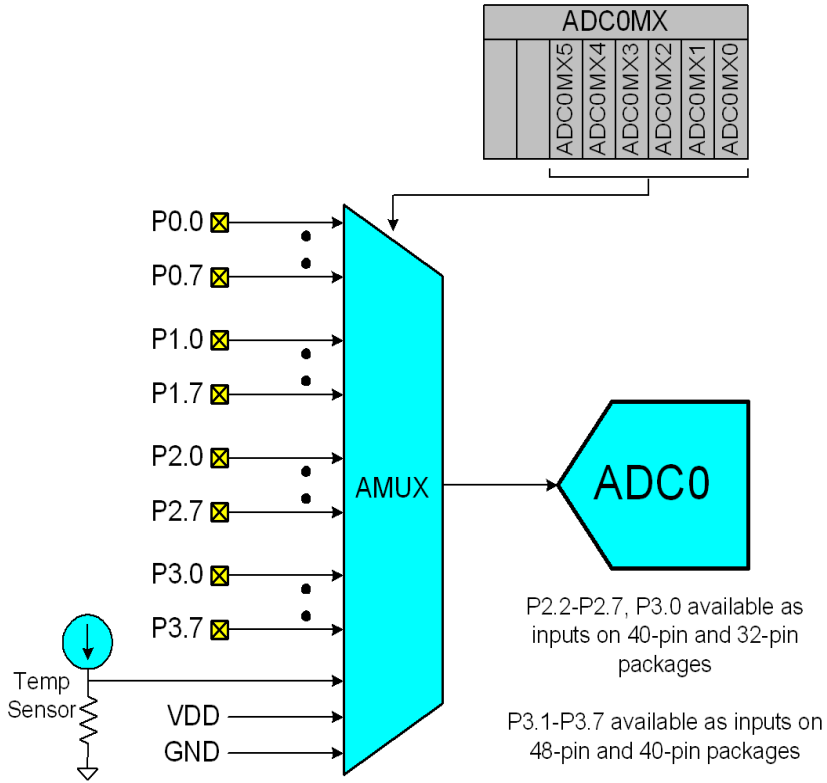 ADC0MX
ADC0MX5
ADC0MX4
ADC0MX3
ADC0MX2
ADC0MX1
ADC0MX0
P0.0
P0.7
P1.0
P1.7
P2.0
P2.7
P3.0
P3.7
AMUX
ADC0
Temp
Sensor
VDD
GND
P2.2-P2.7, P3.0 available as
inputs on 40-pin and 32-pin
packages
P3.1-P3.7 available as inputs on
48-pin and 40-pin packages